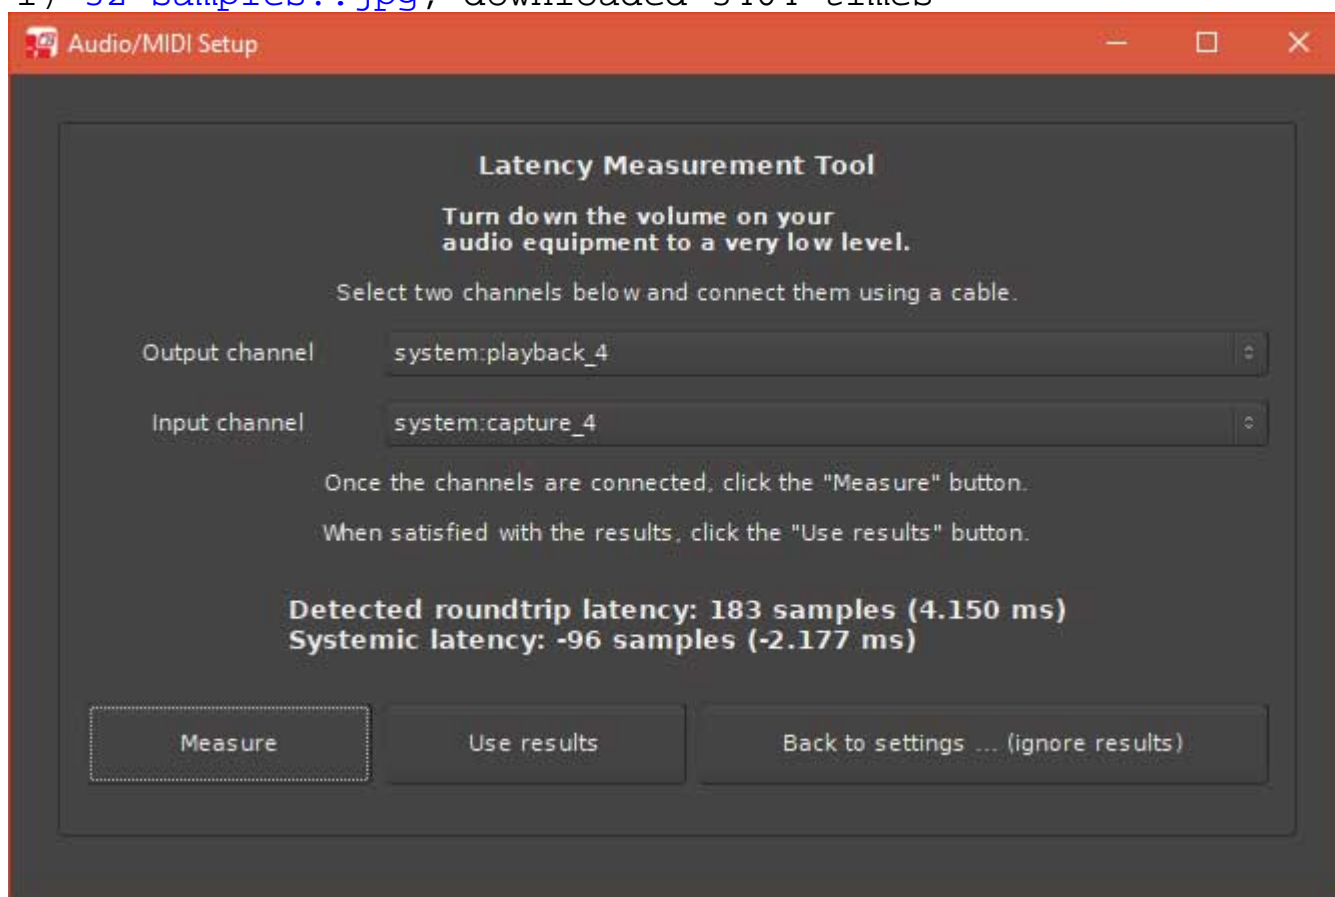 Audio/MIDI Setup
Latency Measurement Tool
Turn down the volume on your
audio equipment to a very low level.
Select two channels below and connect them using a cable.
Output channel system:playback_4
Input channel system:capture_4
Once the channels are connected, click the "Measure" button.
When satisfied with the results, click the "Use results" button.
Detected roundtrip latency: 183 samples (4.150 ms)
Systemic latency: -96 samples (-2.177 ms)
Measure Use results Back to settings ... (ignore results)